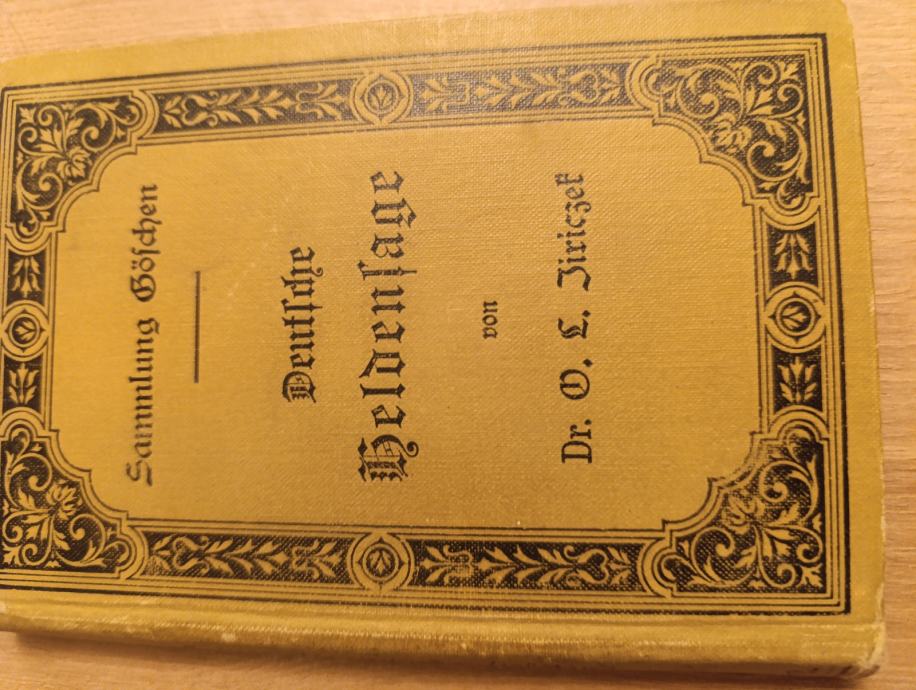 Sammlung Göſchen
Deutſche
Heldenſage
von
Dr. O. L. Jiriczek